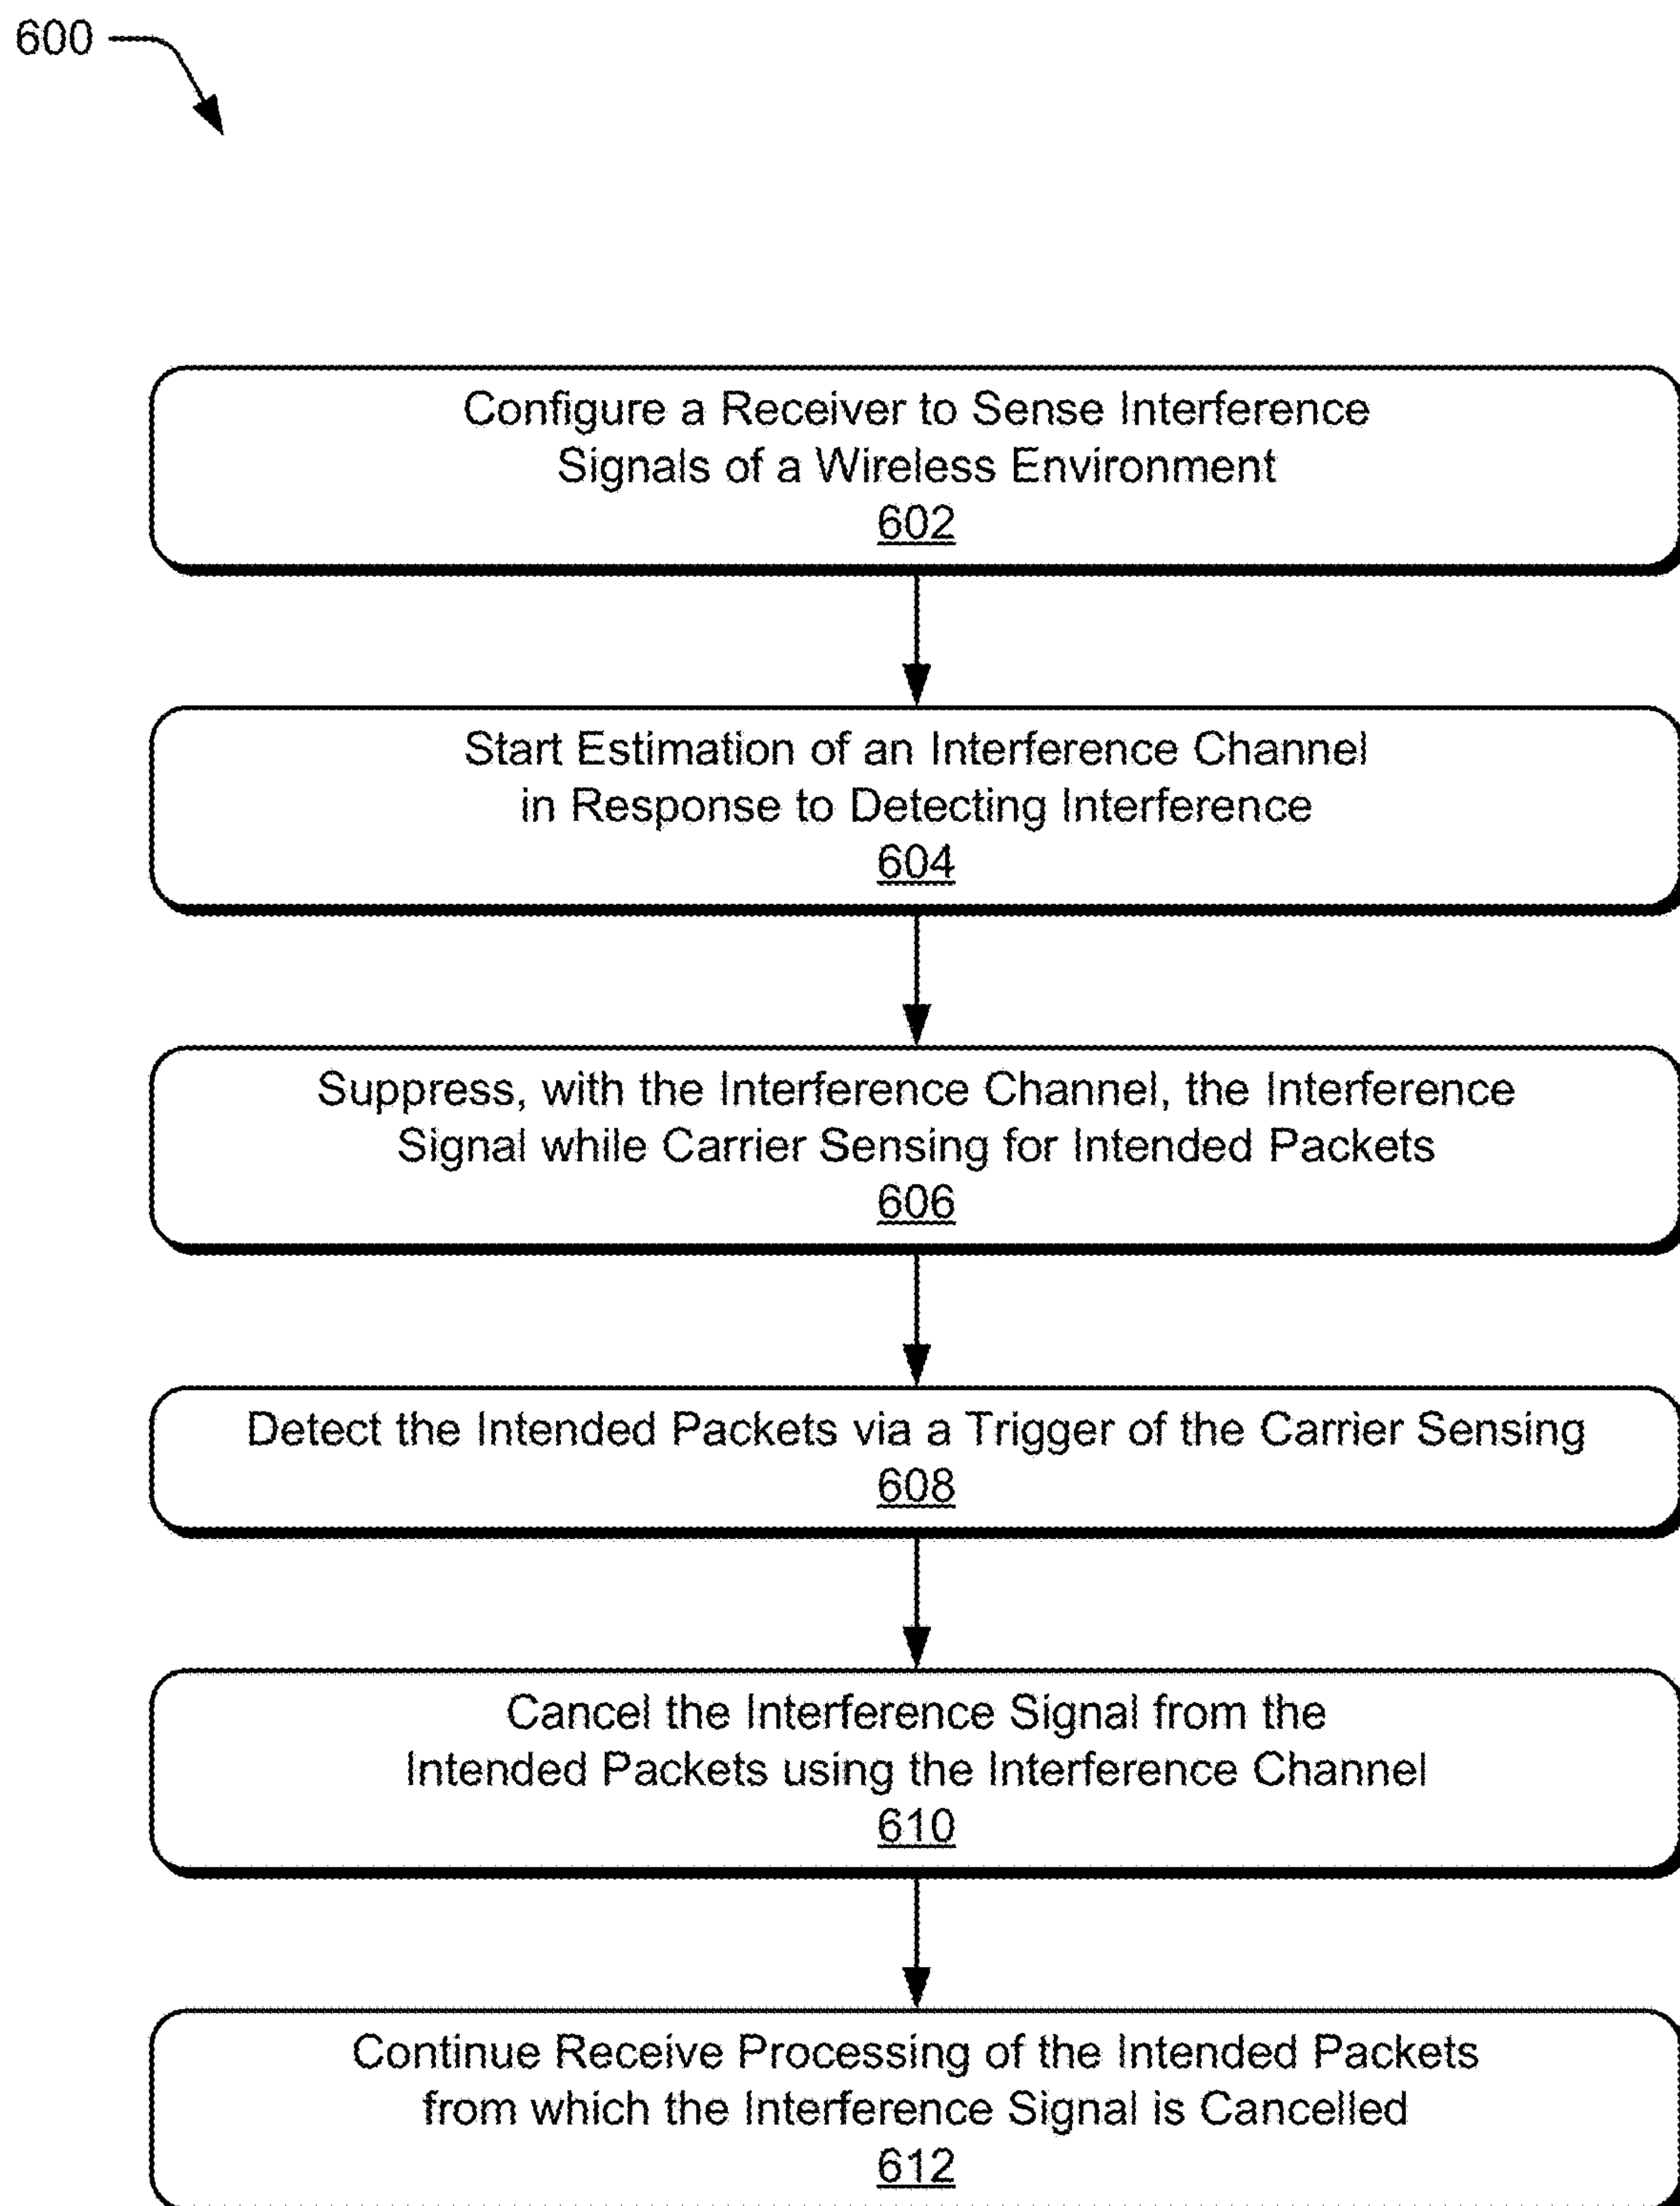 600
Configure a Receiver to Sense Interference
Signals of a Wireless Environment
602
Start Estimation of an Interference Channel
in Response to Detecting Interference
604
Suppress, with the Interference Channel, the Interference
Signal while Carrier Sensing for Intended Packets
606
Detect the Intended Packets via a Trigger of the Carrier Sensing
608
Cancel the Interference Signal from the
Intended Packets using the Interference Channel
610
Continue Receive Processing of the Intended Packets
from which the Interference Signal is Cancelled
612